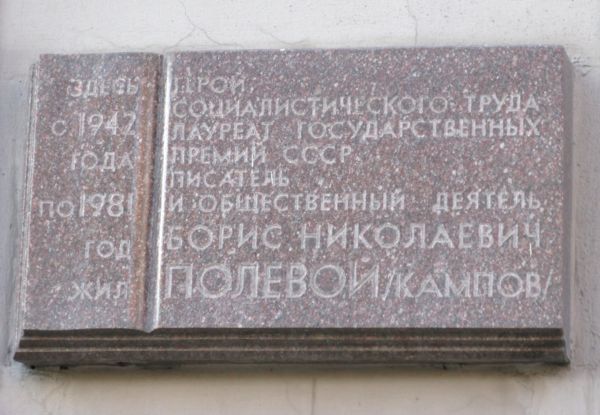 ЗДЕСЬ
С 1942
ГОДА
ПО 1981
ГОД
ЖИЛ
ГЕРОЙ
СОЦИАЛИСТИЧЕСКОГО ТРУДА
ЛАУРЕАТ ГОСУДАРСТВЕННЫХ
ПРЕМИЙ СССР
ПИСАТЕЛЬ
И ОБЩЕСТВЕННЫЙ ДЕЯТЕЛЬ
БОРИС НИКОЛАЕВИЧ
ПОЛЕВОЙ/КАМПОВ/